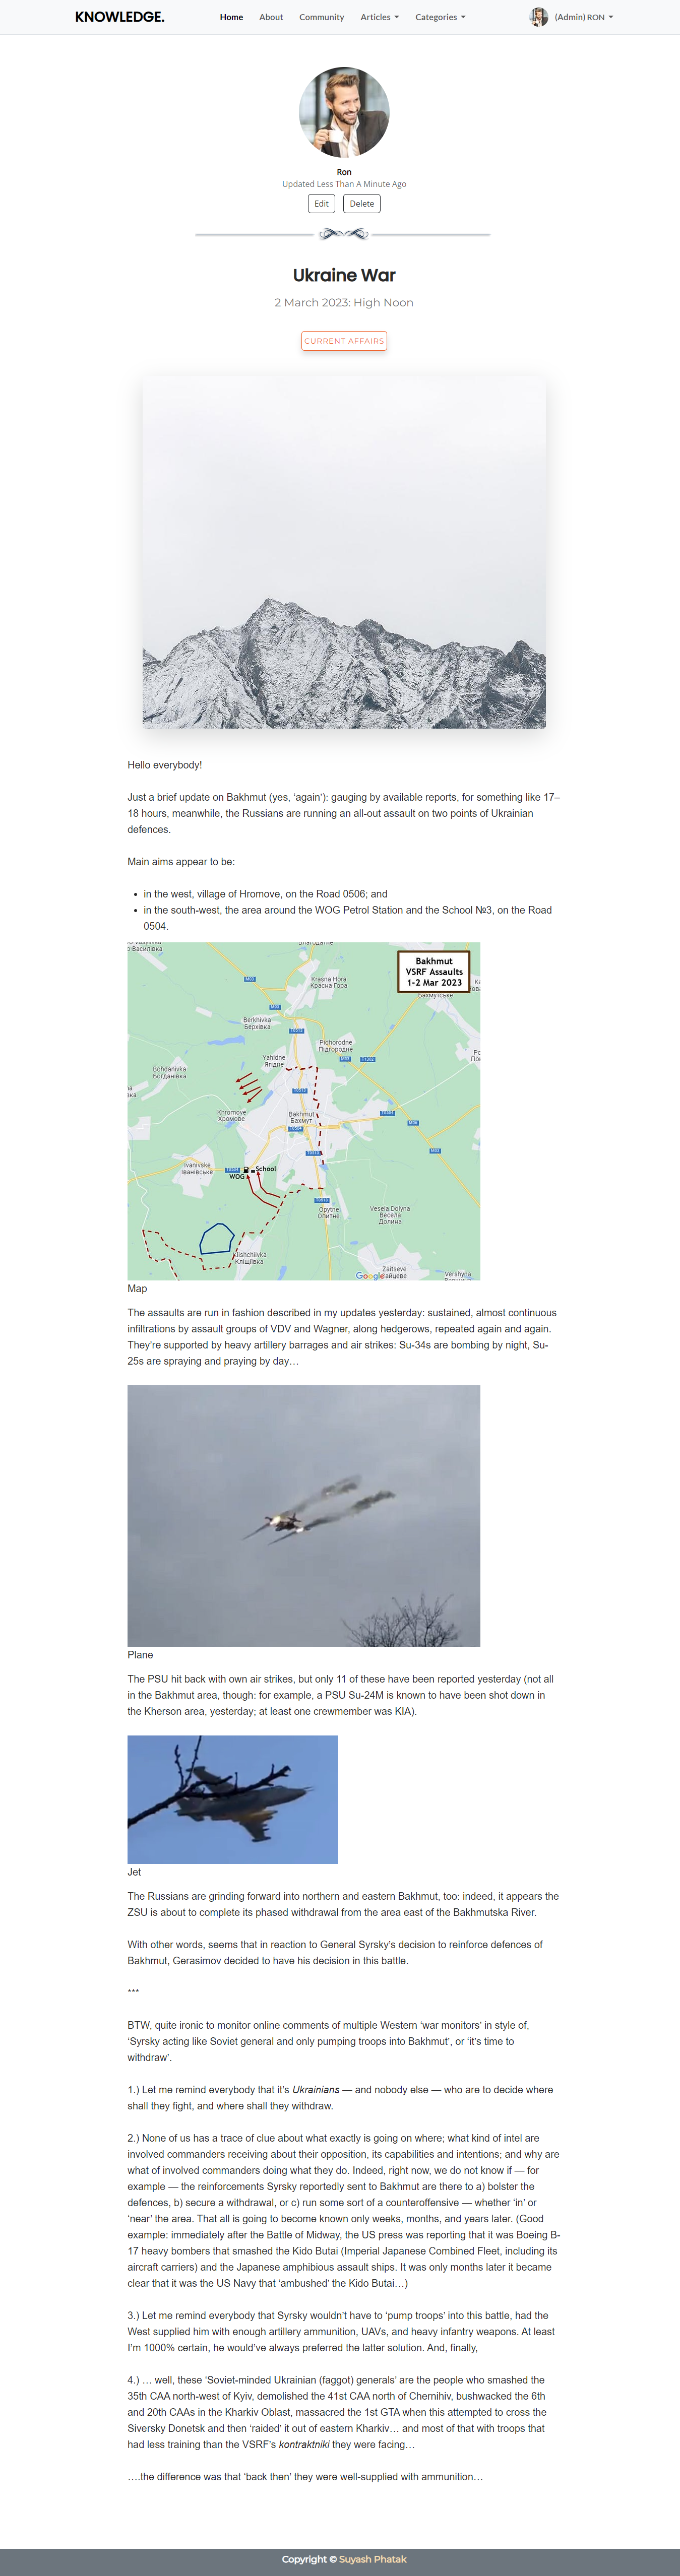 KNOWLEDGE.
Home About Community Articles Categories
(Admin) RON
Ron
Updated Less Than A Minute Ago
Edit Delete
Ukraine War
2 March 2023: High Noon
CURRENT AFFAIRS
Hello everybody!
Just a brief update on Bakhmut (yes, ‘again’): gauging by available reports, for something like 17–
18 hours, meanwhile, the Russians are running an all-out assault on two points of Ukrainian
defences.
Main aims appear to be:
• in the west, village of Hromove, on the Road 0506; and
• in the south-west, the area around the WOG Petrol Station and the School №3, on the Road
0504.
Bakhmut
VSRF Assaults
1-2 Mar 2023
Krasna Hora
Красна Гора
Бахмутське
Berkhivka
Берхівка
Pidhorodne
Підгородне
Yahidne
Ягідне
Bohdanivka
Богданівка
Khromove
Хромове
Bakhmut
Бахмут
Ivanivske
Іванівське
School
WOG
Opytne
Опитне
Vesela Dolyna
Весела
Долина
Klishchiivka
Кліщіївка
Zaitseve
Зайцеве
Vershyna
Google
Map
The assaults are run in fashion described in my updates yesterday: sustained, almost continuous
infiltrations by assault groups of VDV and Wagner, along hedgerows, repeated again and again.
They’re supported by heavy artillery barrages and air strikes: Su-34s are bombing by night, Su-
25s are spraying and praying by day…
Plane
The PSU hit back with own air strikes, but only 11 of these have been reported yesterday (not all
in the Bakhmut area, though: for example, a PSU Su-24M is known to have been shot down in
the Kherson area, yesterday; at least one crewmember was KIA).
Jet
The Russians are grinding forward into northern and eastern Bakhmut, too: indeed, it appears the
ZSU is about to complete its phased withdrawal from the area east of the Bakhmutska River.
With other words, seems that in reaction to General Syrsky’s decision to reinforce defences of
Bakhmut, Gerasimov decided to have his decision in this battle.
***
BTW, quite ironic to monitor online comments of multiple Western ‘war monitors’ in style of,
‘Syrsky acting like Soviet general and only pumping troops into Bakhmut’, or ‘it’s time to
withdraw’.
1.) Let me remind everybody that it’s Ukrainians — and nobody else — who are to decide where
shall they fight, and where shall they withdraw.
2.) None of us has a trace of clue about what exactly is going on where; what kind of intel are
involved commanders receiving about their opposition, its capabilities and intentions; and why are
what of involved commanders doing what they do. Indeed, right now, we do not know if — for
example — the reinforcements Syrsky reportedly sent to Bakhmut are there to a) bolster the
defences, b) secure a withdrawal, or c) run some sort of a counteroffensive — whether ‘in’ or
‘near’ the area. That all is going to become known only weeks, months, and years later. (Good
example: immediately after the Battle of Midway, the US press was reporting that it was Boeing B-
17 heavy bombers that smashed the Kido Butai (Imperial Japanese Combined Fleet, including its
aircraft carriers) and the Japanese amphibious assault ships. It was only months later it became
clear that it was the US Navy that ‘ambushed’ the Kido Butai…)
3.) Let me remind everybody that Syrsky wouldn’t have to ‘pump troops’ into this battle, had the
West supplied him with enough artillery ammunition, UAVs, and heavy infantry weapons. At least
I’m 1000% certain, he would’ve always preferred the latter solution. And, finally,
4.) … well, these ‘Soviet-minded Ukrainian (faggot) generals’ are the people who smashed the
35th CAA north-west of Kyiv, demolished the 41st CAA north of Chernihiv, bushwacked the 6th
and 20th CAAs in the Kharkiv Oblast, massacred the 1st GTA when this attempted to cross the
Siversky Donetsk and then ‘raided’ it out of eastern Kharkiv… and most of that with troops that
had less training than the VSRF’s kontraktniki they were facing…
….the difference was that ‘back then’ they were well-supplied with ammunition…
Copyright © Suyash Phatak